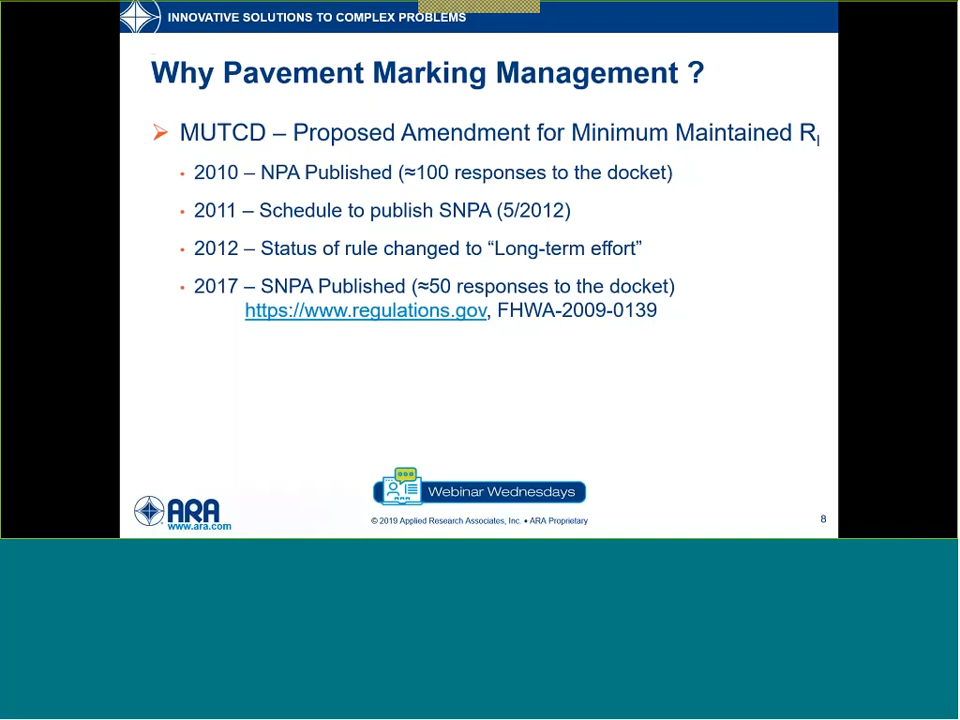 INNOVATIVE SOLUTIONS TO COMPLEX PROBLEMS
Why Pavement Marking Management ?
➢ MUTCD – Proposed Amendment for Minimum Maintained Rl
• 2010 – NPA Published (≈100 responses to the docket)
• 2011 – Schedule to publish SNPA (5/2012)
• 2012 – Status of rule changed to “Long-term effort”
• 2017 – SNPA Published (≈50 responses to the docket)
https://www.regulations.gov, FHWA-2009-0139
Webinar Wednesdays
ARA
www.ara.com
© 2019 Applied Research Associates, Inc. • ARA Proprietary
8